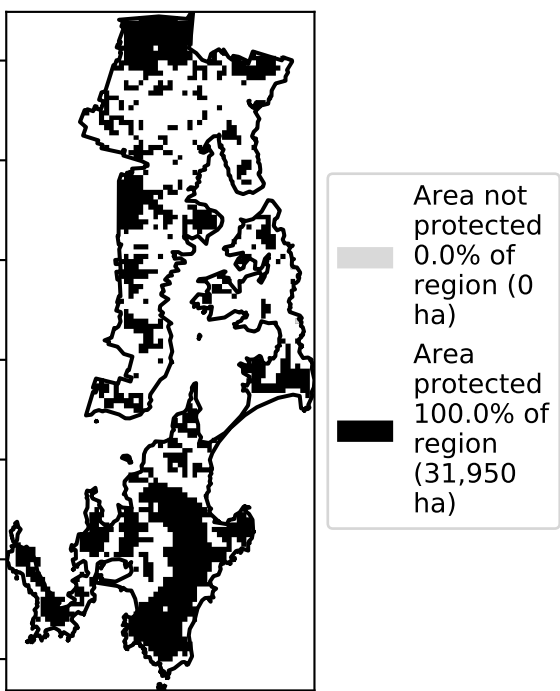 Area not
protected
0.0% of
region (0
ha)
Area
protected
100.0% of
region
(31,950
ha)